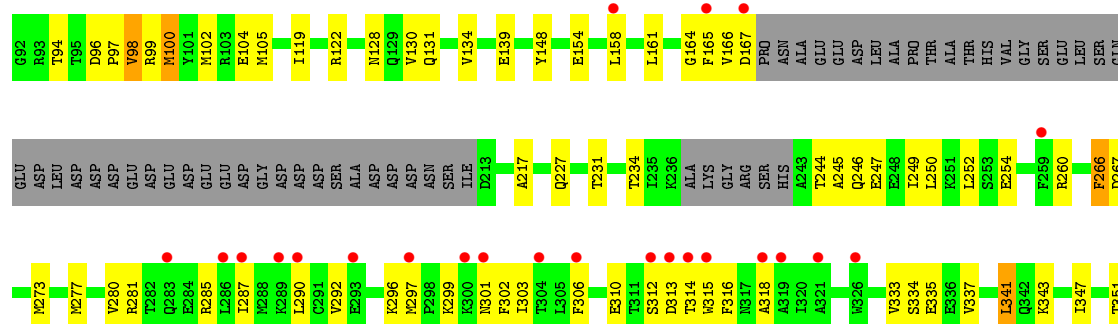 G92 R93 T94 T95 D96 P97 V98 R99 M100 Y101 M102 R103 E104 M105 I119 R122 N128 Q129 V130 Q131 V134 E139 Y148 E154 L158 L161 G164 F165 V166 D167 PRO ASN ALA GLU GLU ASP LEU ALA PRO THR ALA THR HIS VAL GLY SER GLU LEU SER GLU
GLU ASP LEU ASP ASP ASP GLU ASP GLU ASP GLU GLU ASP GLY ASP ASP ASP SER ALA ASP ASP ASP ASN SER ILE D213 A217 Q227 T231 T234 I235 K236 ALA LYS GLY ARG SER HIS A243 T244 A245 Q246 E247 E248 I249 L250 K251 L252 S253 E254 F259 R260 F266 D267
M273 M277 V280 R281 T282 Q283 E284 R285 L286 I287 M288 K289 L290 C291 V292 E293 K296 M297 P298 K299 K300 N301 F302 I303 T304 L305 F306 E310 T311 S312 D313 T314 W315 F316 N317 A318 A319 I320 A321 W326 V333 S334 E335 E336 V337 L341 Q342 K343 I347